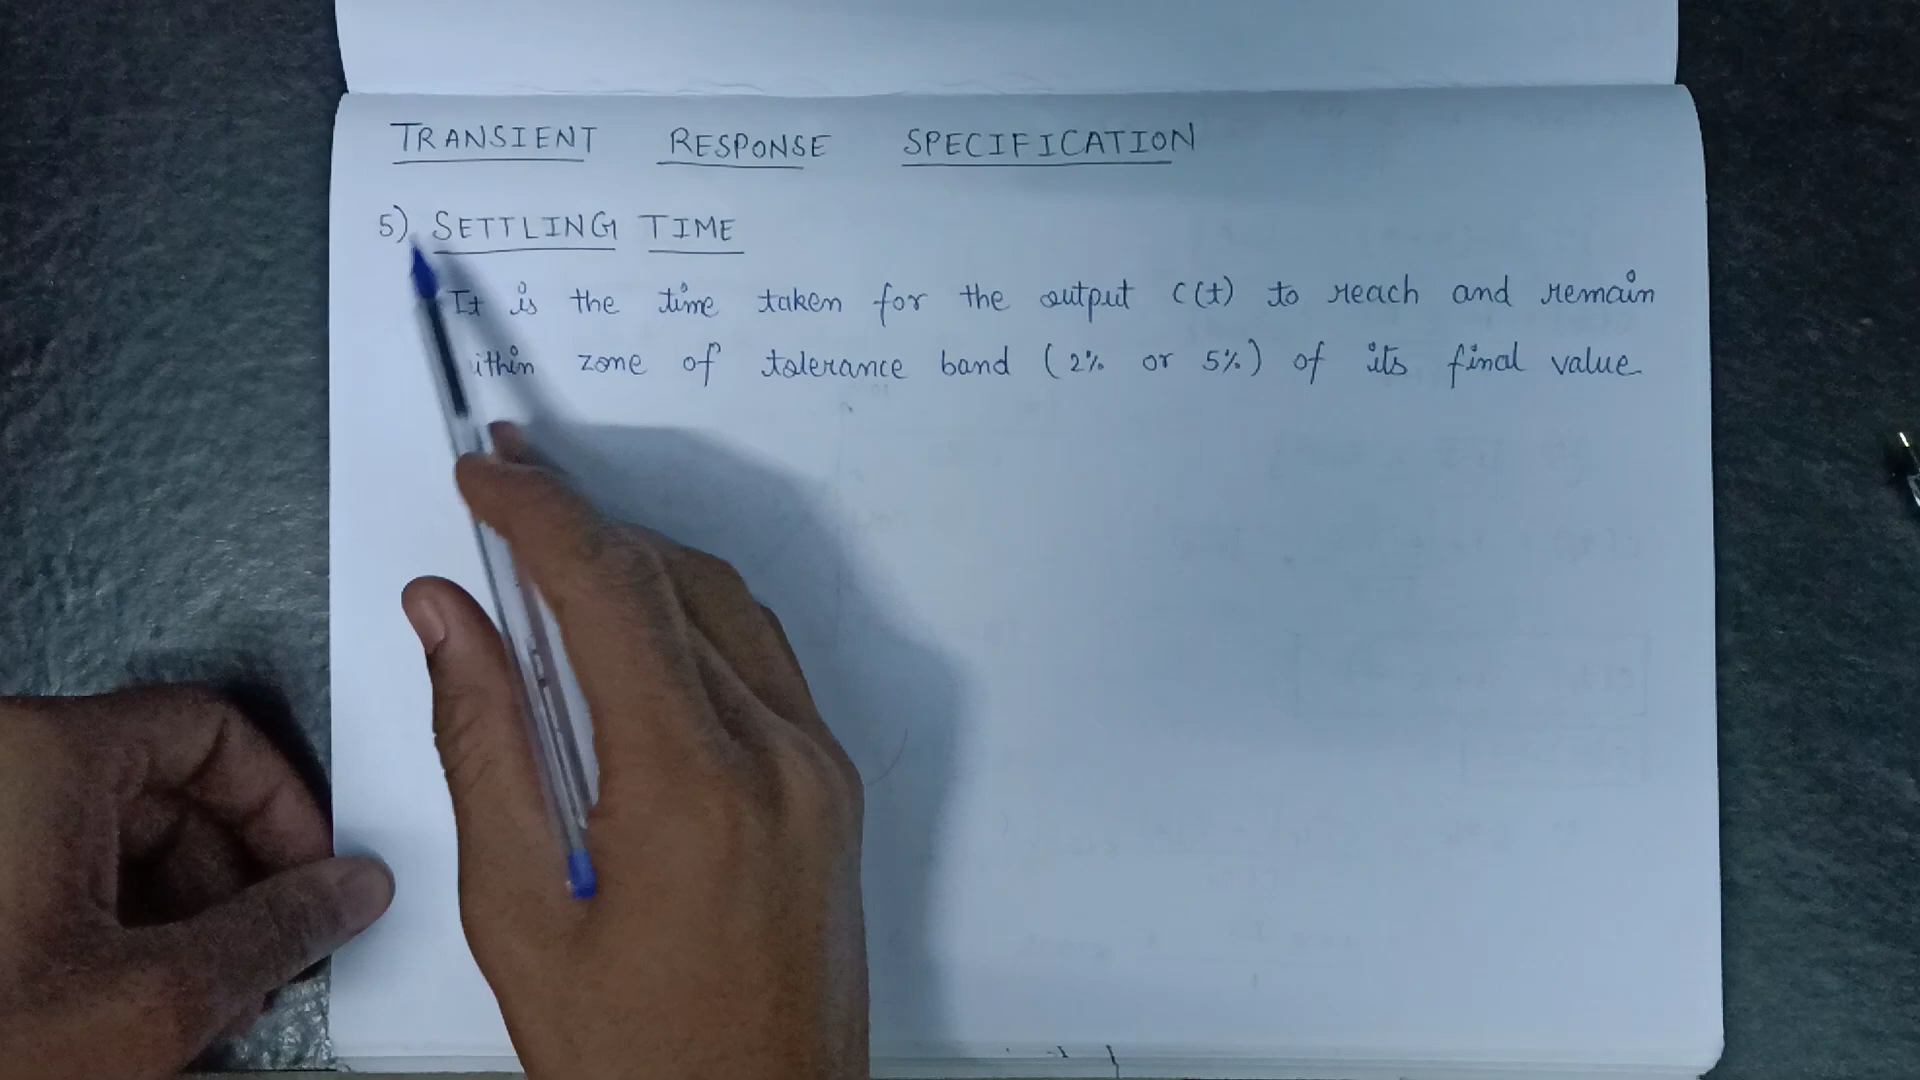 TRANSIENT RESPONSE SPECIFICATION
5) SETTLING TIME
It is the time taken for the output c(t) to reach and remain
ithin zone of tolerance band (2% or 5%) of its final value